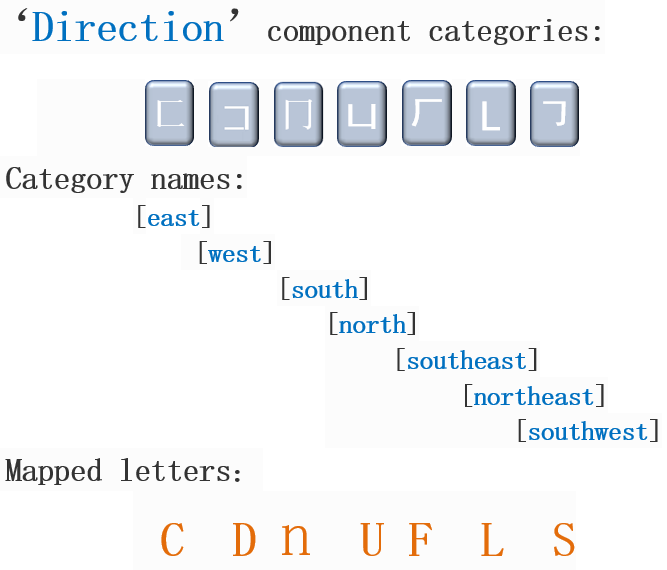 ‘Direction’ component categories:
匚 コ 冂 凵 厂 L ㄱ
Category names:
[east]
[west]
[south]
[north]
[southeast]
[northeast]
[southwest]
Mapped letters:
C D n U F L S